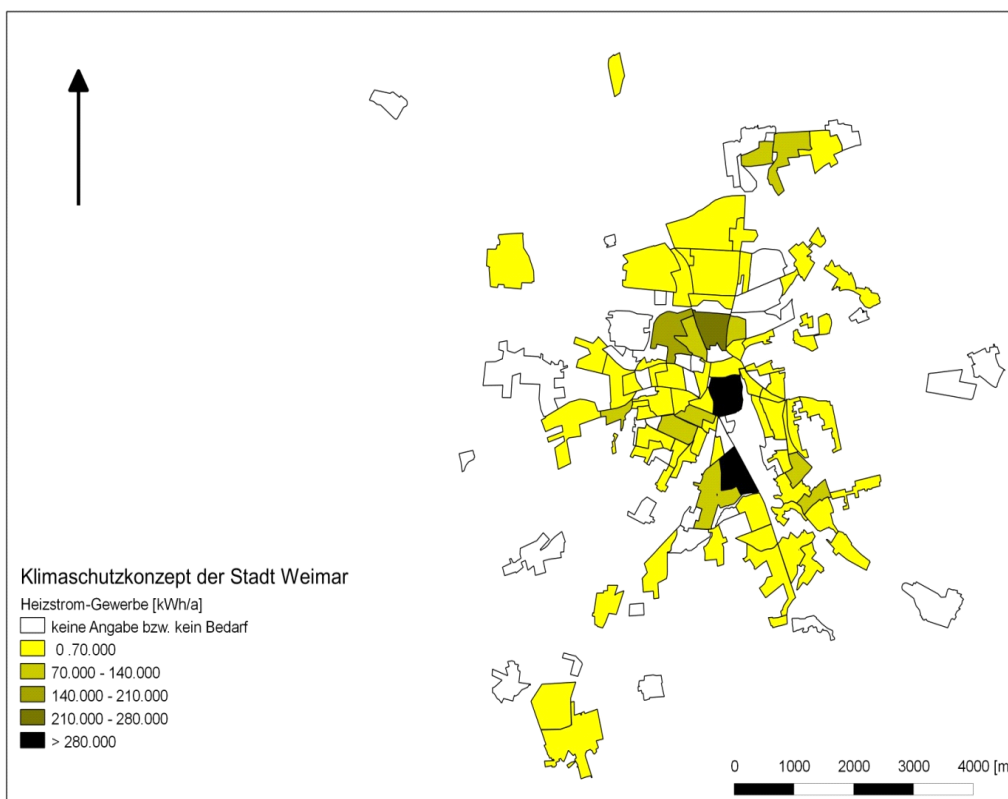 Klimaschutzkonzept der Stadt Weimar
Heizstrom-Gewerbe [kWh/a]
keine Angabe bzw. kein Bedarf
0 .70.000
70.000 - 140.000
140.000 - 210.000
210.000 - 280.000
> 280.000
0 1000 2000 3000 4000 [m